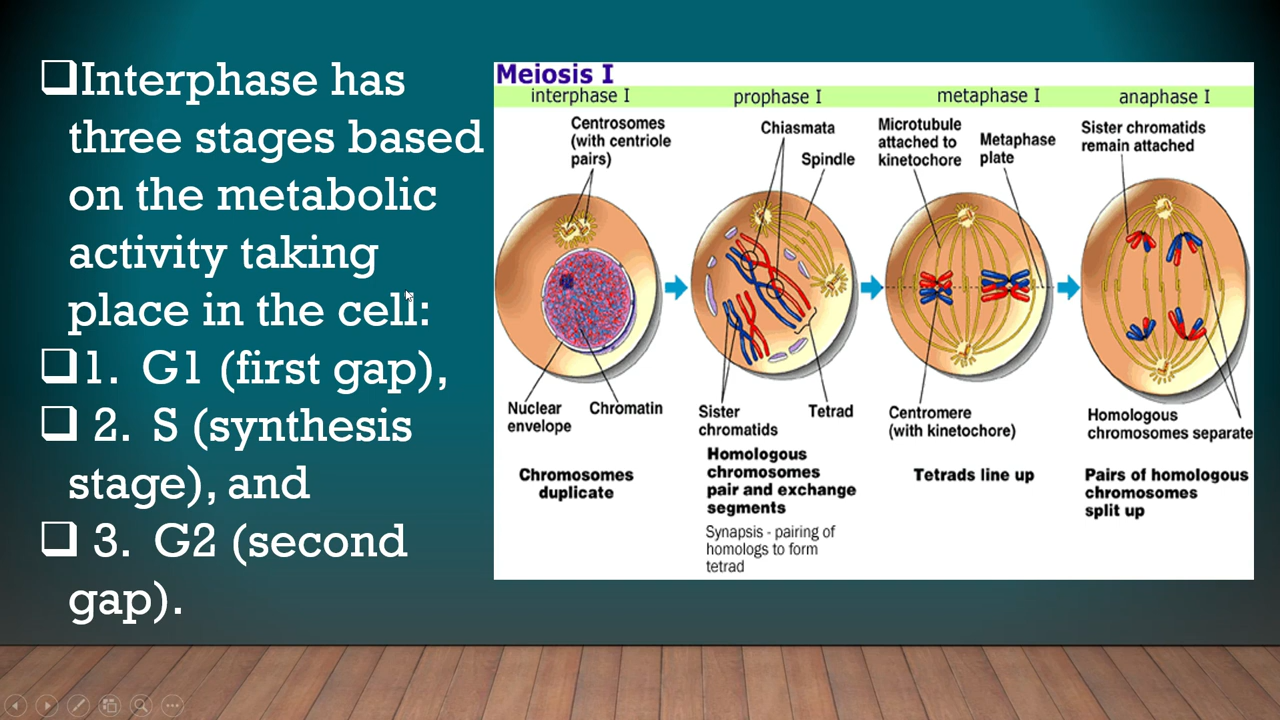 Interphase has
three stages based
on the metabolic
activity taking
place in the cell:
1. G1 (first gap),
2. S (synthesis
stage), and
3. G2 (second
gap).
Meiosis I
interphase I
prophase I
metaphase I
anaphase I
Centrosomes
(with centriole
pairs)
Chiasmata
Spindle
Microtubule
attached to
kinetochore
Metaphase
plate
Sister chromatids
remain attached
Nuclear
envelope
Chromatin
Sister
chromatids
Tetrad
Centromere
(with kinetochore)
Homologous
chromosomes separate
Chromosomes
duplicate
Homologous
chromosomes
pair and exchange
segments
Synapsis - pairing of
homologs to form
tetrad
Tetrads line up
Pairs of homologous
chromosomes
split up